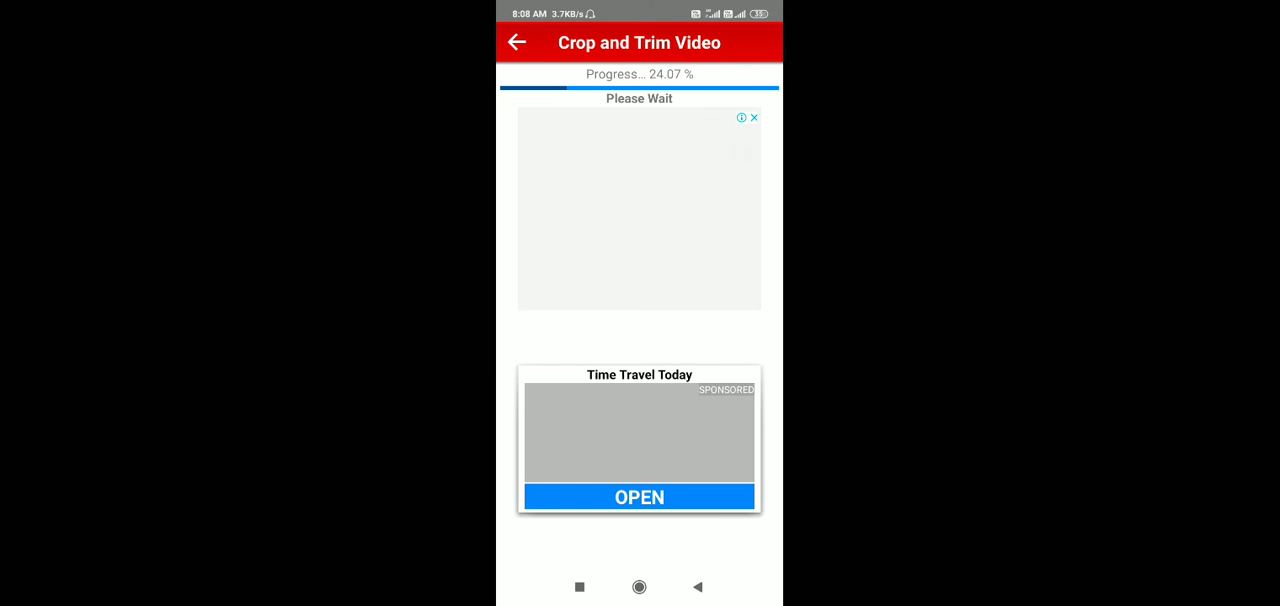 8:08 AM 3.7KB/s
35
Crop and Trim Video
Progress... 24.07 %
Please Wait
Time Travel Today
SPONSORED
OPEN